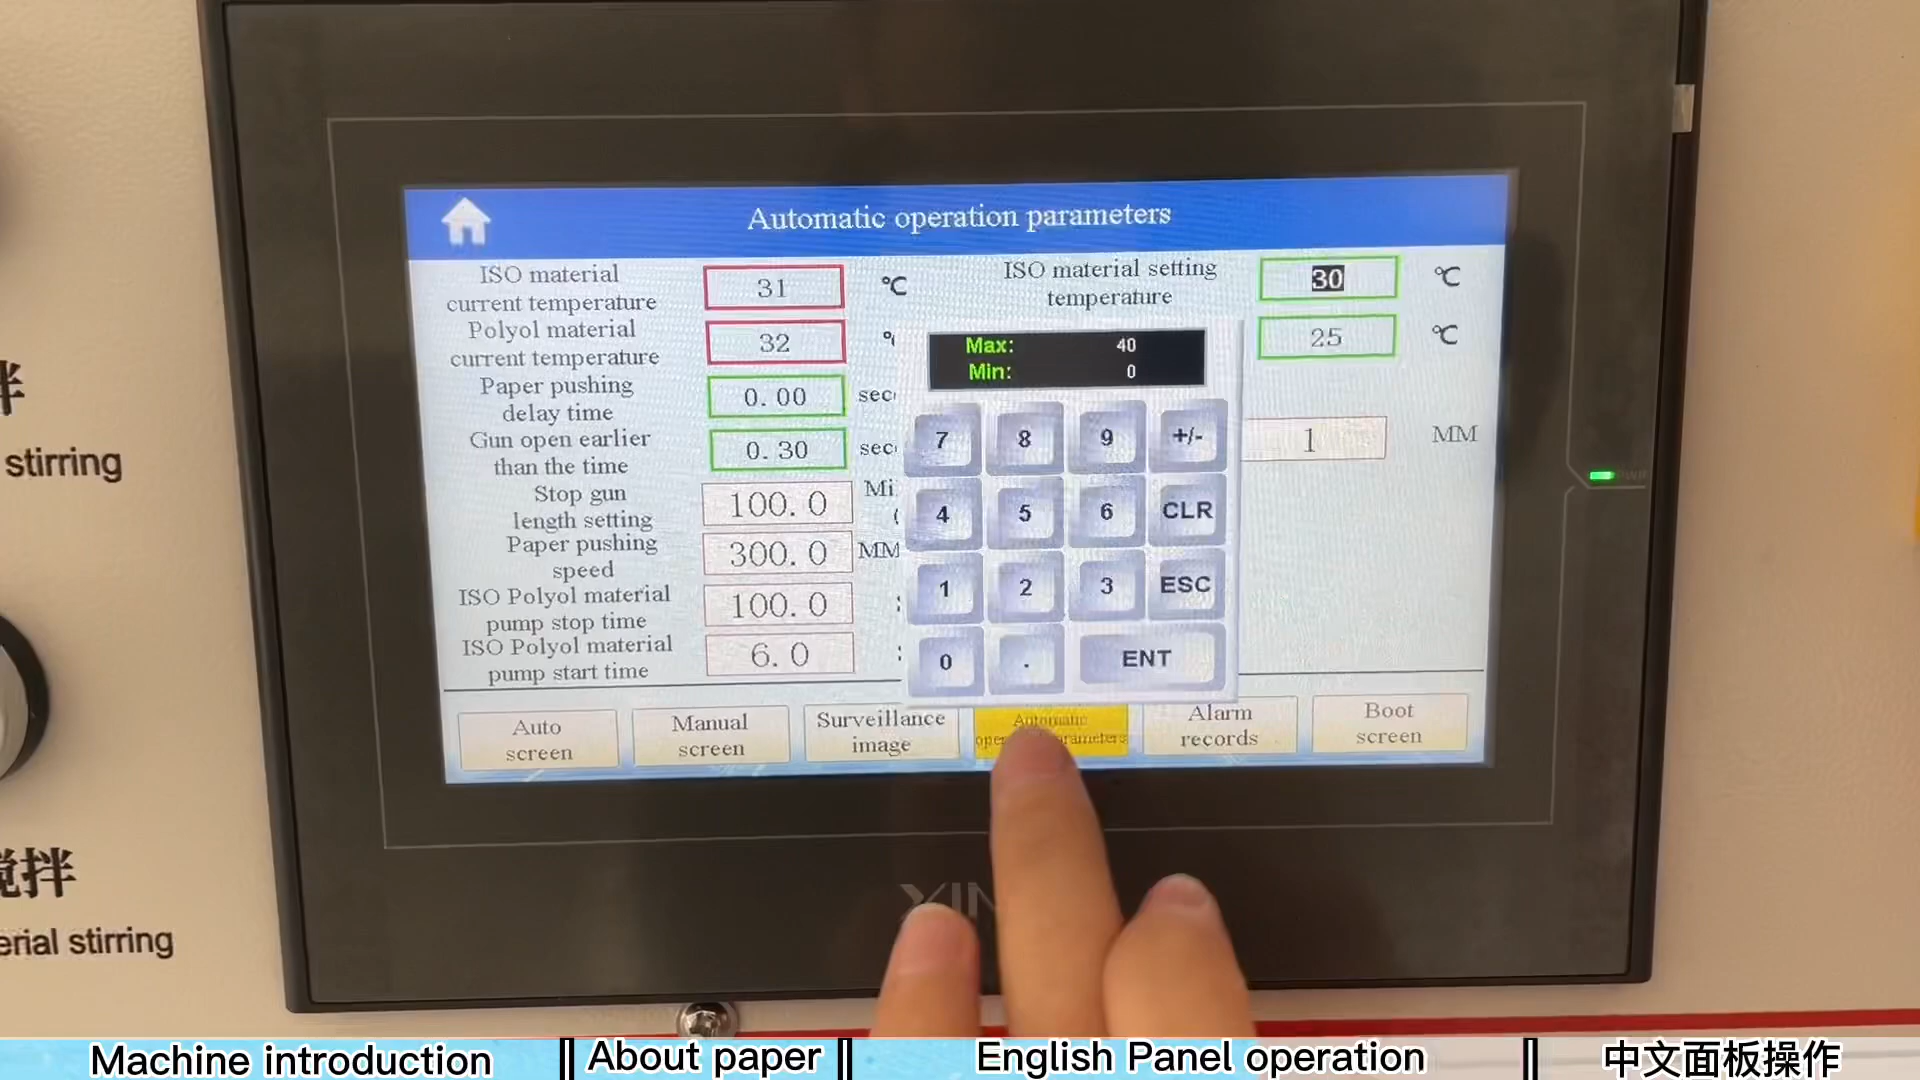 Automatic operation parameters
ISO material
current temperature
31
℃
ISO material setting
temperature
30
℃
Polyol material
current temperature
32
25
℃
Paper pushing
delay time
0.00
sec
Gun open earlier
than the time
0.30
sec
1
MM
Stop gun
length setting
100.0
Mi
Paper pushing
speed
300.0
MM
ISO Polyol material
pump stop time
100.0
ISO Polyol material
pump start time
6.0
Max: 40
Min: 0
7 8 9 +/-
4 5 6 CLR
1 2 3 ESC
0 . ENT
Auto
screen
Manual
screen
Surveillance
image
Automatic
Alarm
records
Boot
screen
PWR
XIN
拌
stirring
搅拌
erial stirring
Machine introduction
About paper
English Panel operation
中文面板操作